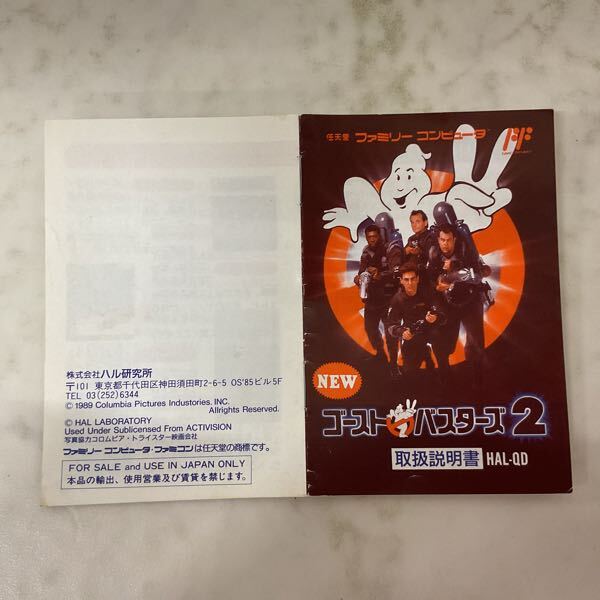 株式会社ハル研究所
〒101 東京都千代田区神田須田町2-6-5 OS'85ビル5F
TEL 03(252)6344
© 1989 Columbia Pictures Industories. INC.
Allrights Reserved.
© HAL LABORATORY
Used Under Sublicensed From ACTIVISION
写真協力コロムビア・トライスター映画会社
ファミリー コンピュータ・ファミコンは任天堂の商標です。
FOR SALE and USE IN JAPAN ONLY
本品の輸出、使用営業及び賃貸を禁じます。
任天堂 ファミリー コンピュータ
NEW
ゴーストバスターズ2
取扱説明書 HAL-QD